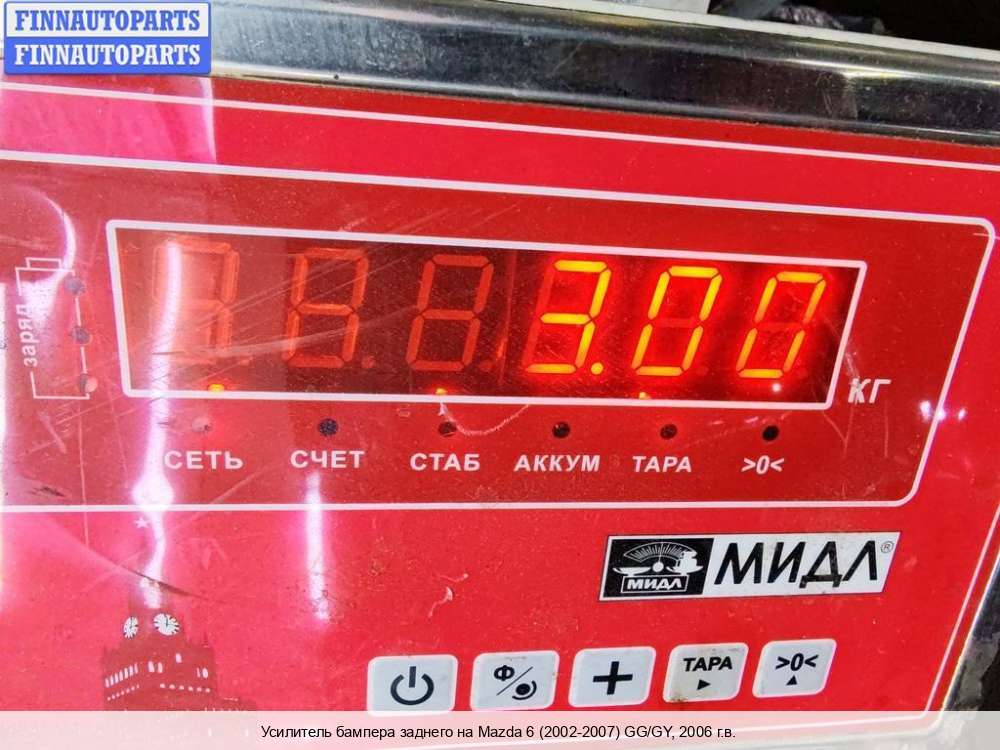 FINNAUTOPARTS
FINNAUTOPARTS
заряд
3.00
кг
СЕТЬ СЧЕТ СТАБ АККУМ ТАРА >0<
МИДЛ МИДЛ®
Ф ТАРА >0<
Усилитель бампера заднего на Mazda 6 (2002-2007) GG/GY, 2006 г.в.